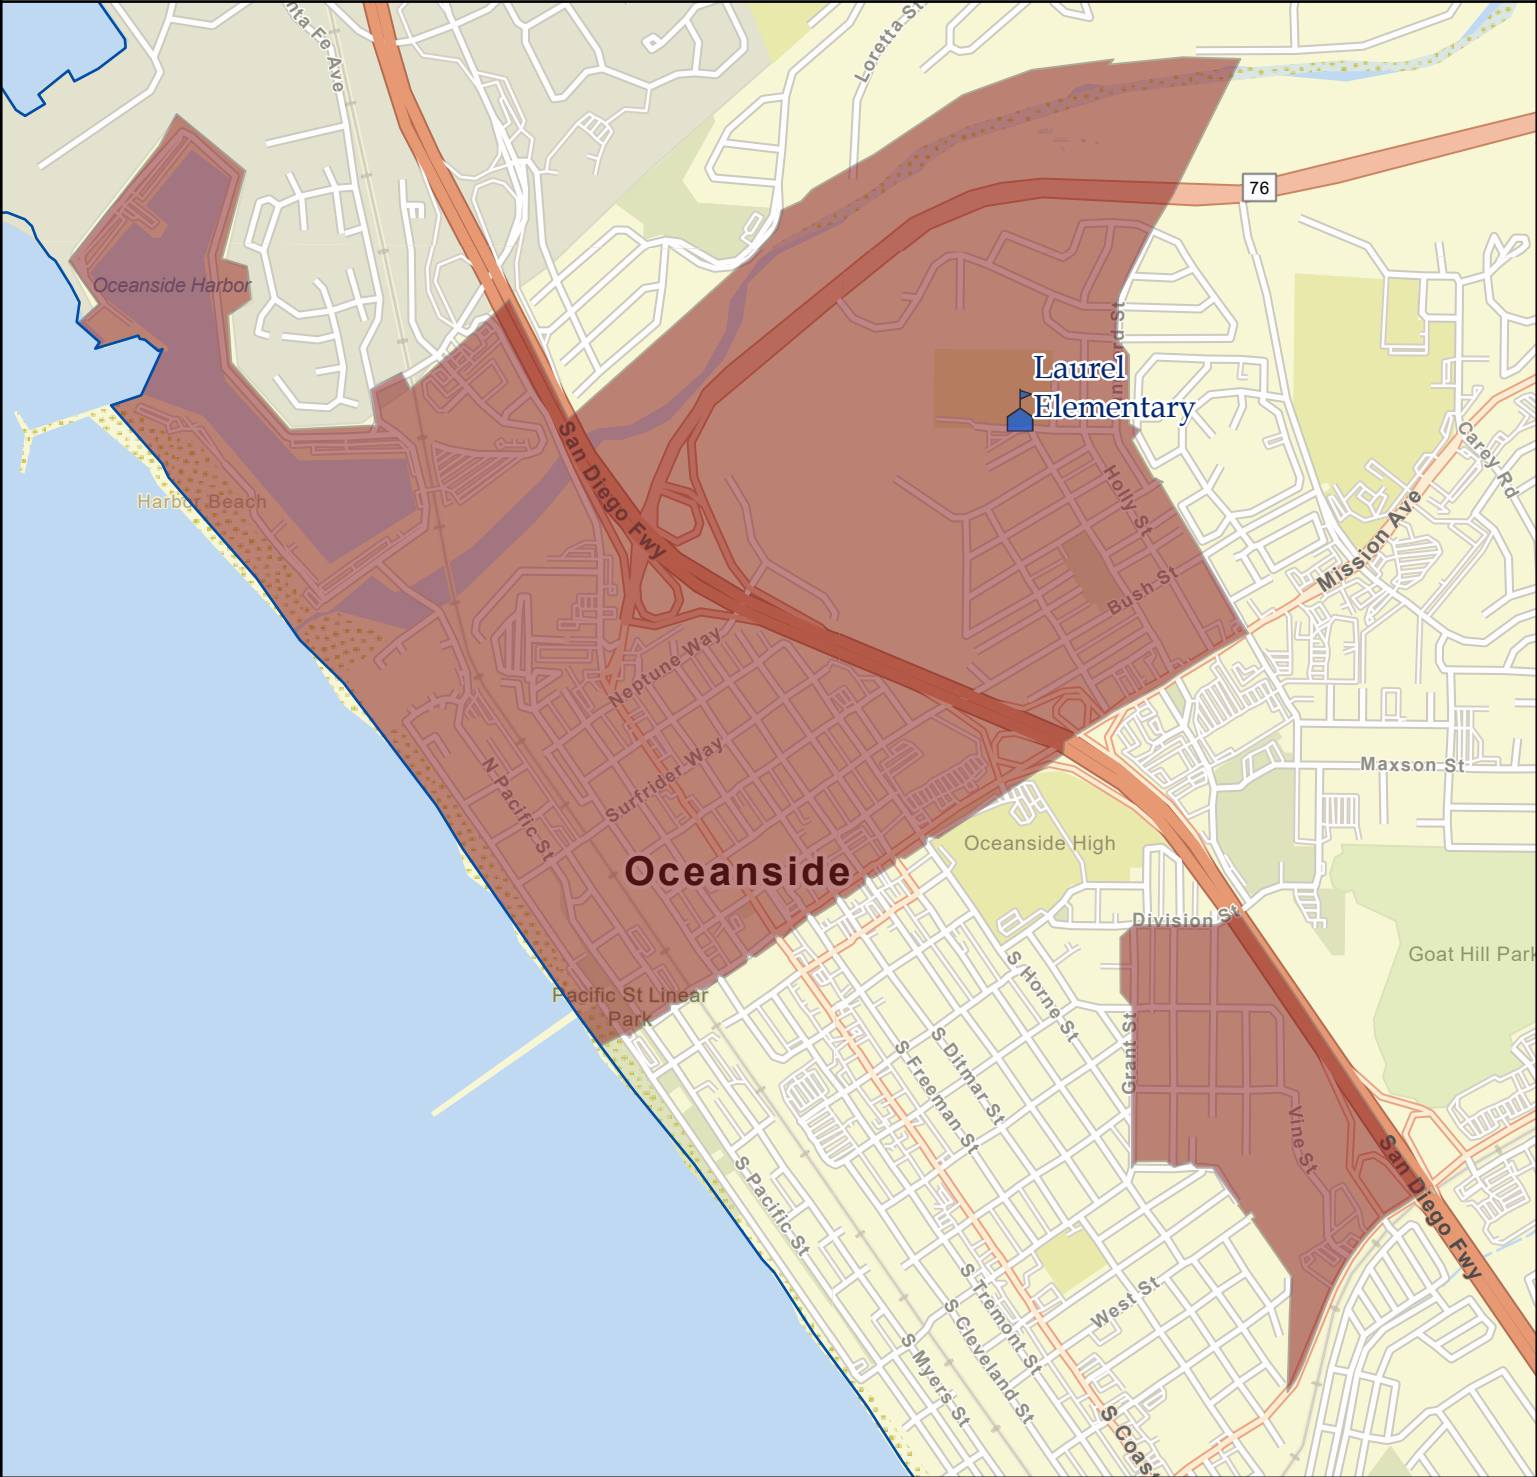 nta Fe Ave
Loretta St
76
Oceanside Harbor
Laurel
Elementary
Harbor Beach
San Diego Fwy
Holly St
Carey Rd
Mission Ave
Bush St
Neptune Way
Surfrider Way
N Pacific St
Maxson St
Oceanside High
Oceanside
Division St
Goat Hill Park
Pacific St Linear
Park
S Horne St
Grant St
S Ditmar St
S Freeman St
Vine St
San Diego Fwy
S Pacific St
S Tremont St
West St
S Cleveland St
S Myers St
S Coast